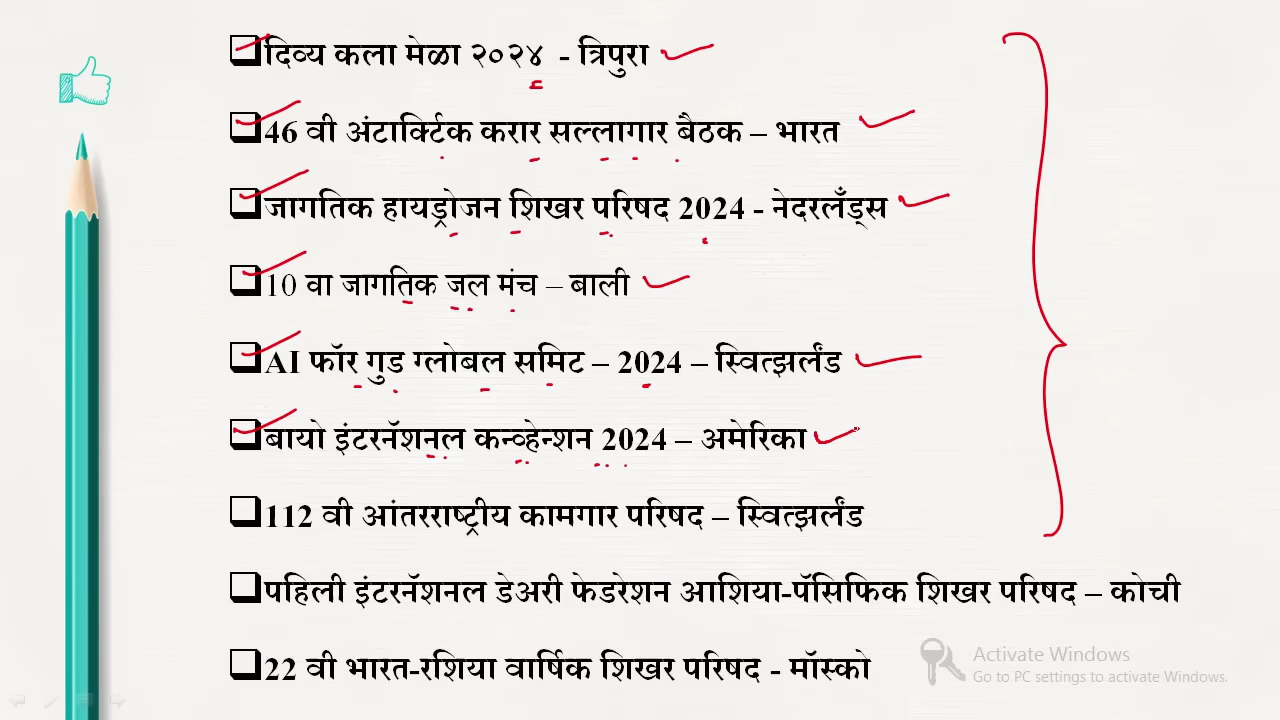 दिव्य कला मेळा २०२४ - त्रिपुरा
46 वी अंटार्क्टिक करार सल्लागार बैठक – भारत
जागतिक हायड्रोजन शिखर परिषद 2024 - नेदरलँड्स
10 वा जागतिक जल मंच – बाली
AI फॉर गुड ग्लोबल समिट – 2024 – स्वित्झर्लंड
बायो इंटरनॅशनल कन्व्हेन्शन 2024 – अमेरिका
112 वी आंतरराष्ट्रीय कामगार परिषद – स्वित्झर्लंड
पहिली इंटरनॅशनल डेअरी फेडरेशन आशिया-पॅसिफिक शिखर परिषद – कोची
22 वी भारत-रशिया वार्षिक शिखर परिषद - मॉस्को
Activate Windows
Go to PC settings to activate Windows.